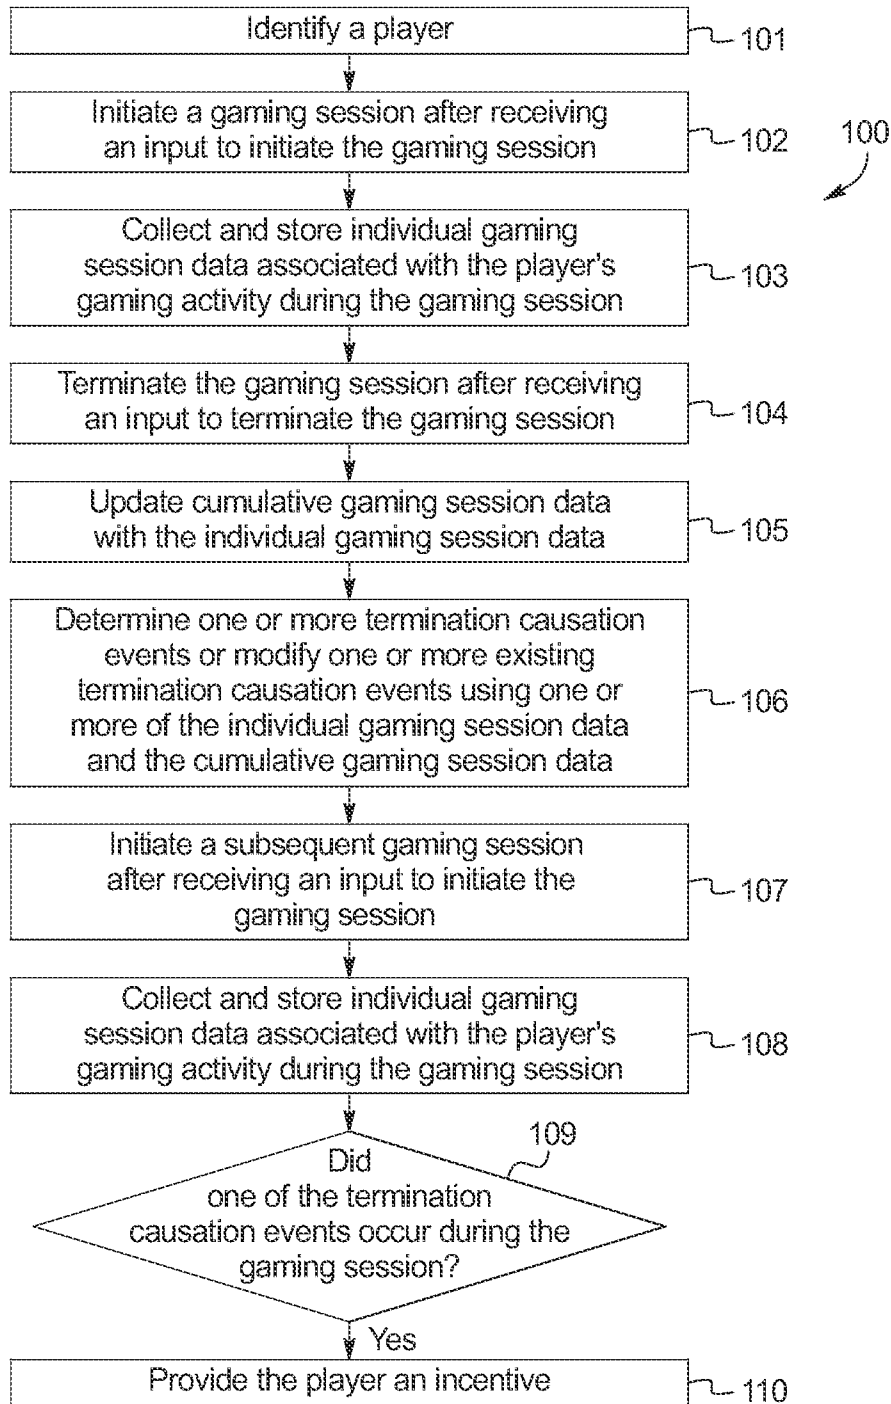 Identify a player
101
Initiate a gaming session after receiving
an input to initiate the gaming session
102
100
Collect and store individual gaming
session data associated with the player's
gaming activity during the gaming session
103
Terminate the gaming session after receiving
an input to terminate the gaming session
104
Update cumulative gaming session data
with the individual gaming session data
105
Determine one or more termination causation
events or modify one or more existing
termination causation events using one or
more of the individual gaming session data
and the cumulative gaming session data
106
Initiate a subsequent gaming session
after receiving an input to initiate the
gaming session
107
Collect and store individual gaming
session data associated with the player's
gaming activity during the gaming session
108
109
Did
one of the termination
causation events occur during the
gaming session?
Yes
Provide the player an incentive
110